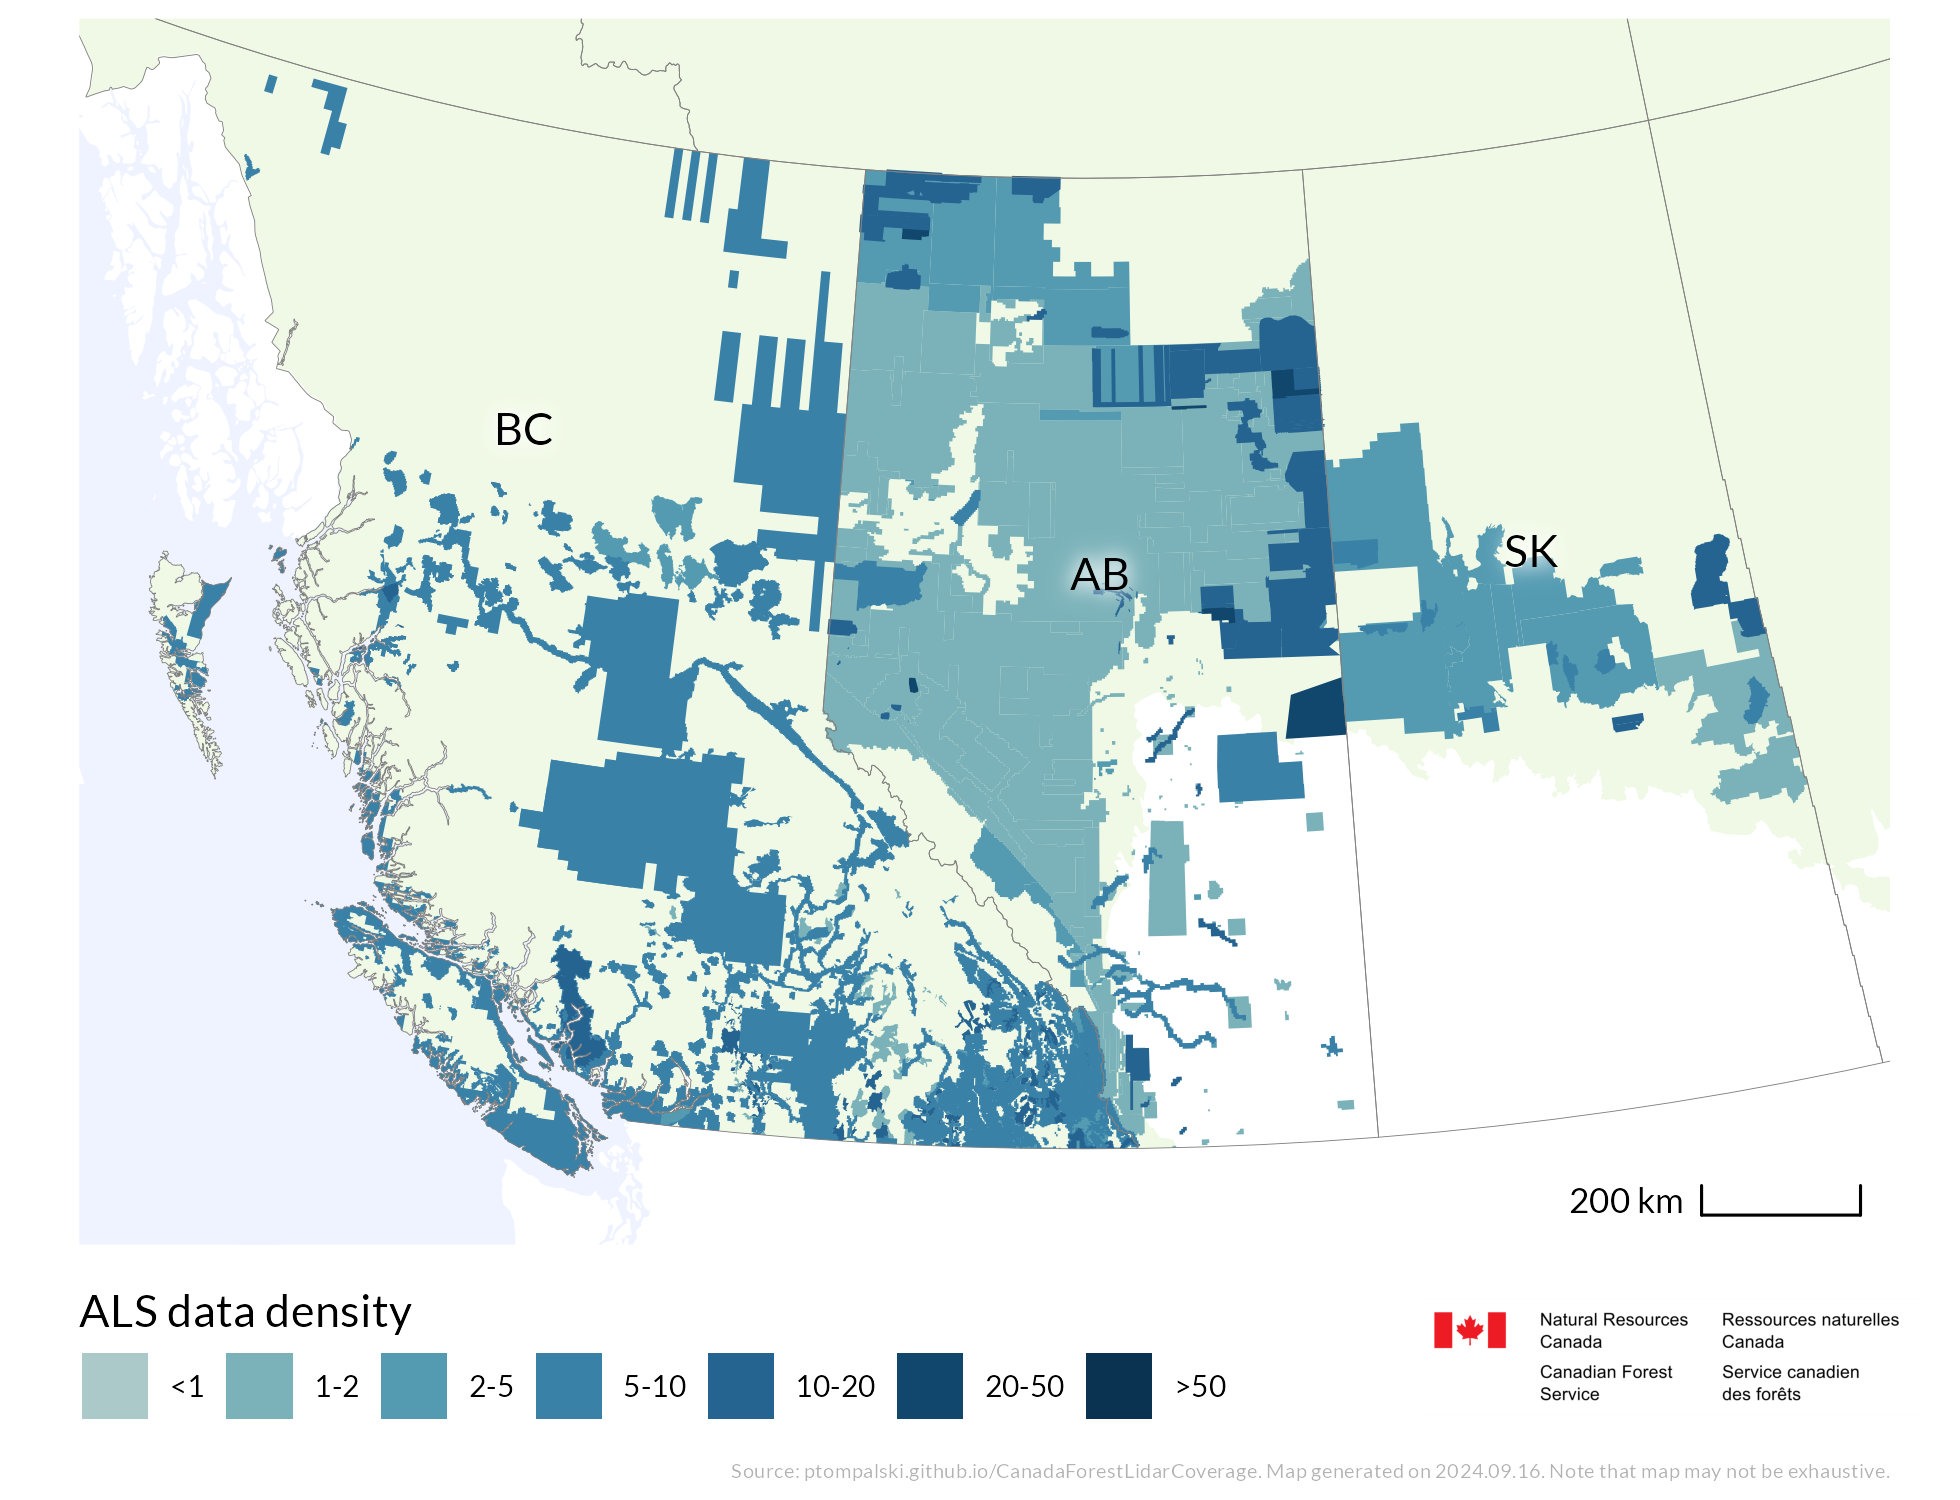 BC
AB
SK
200 km
ALS data density
<1 1-2 2-5 5-10 10-20 20-50 >50
Natural Resources Canada
Ressources naturelles Canada
Canadian Forest Service
Service canadien des forêts
Source: ptompalski.github.io/CanadaForestLidarCoverage. Map generated on 2024.09.16. Note that map may not be exhaustive.